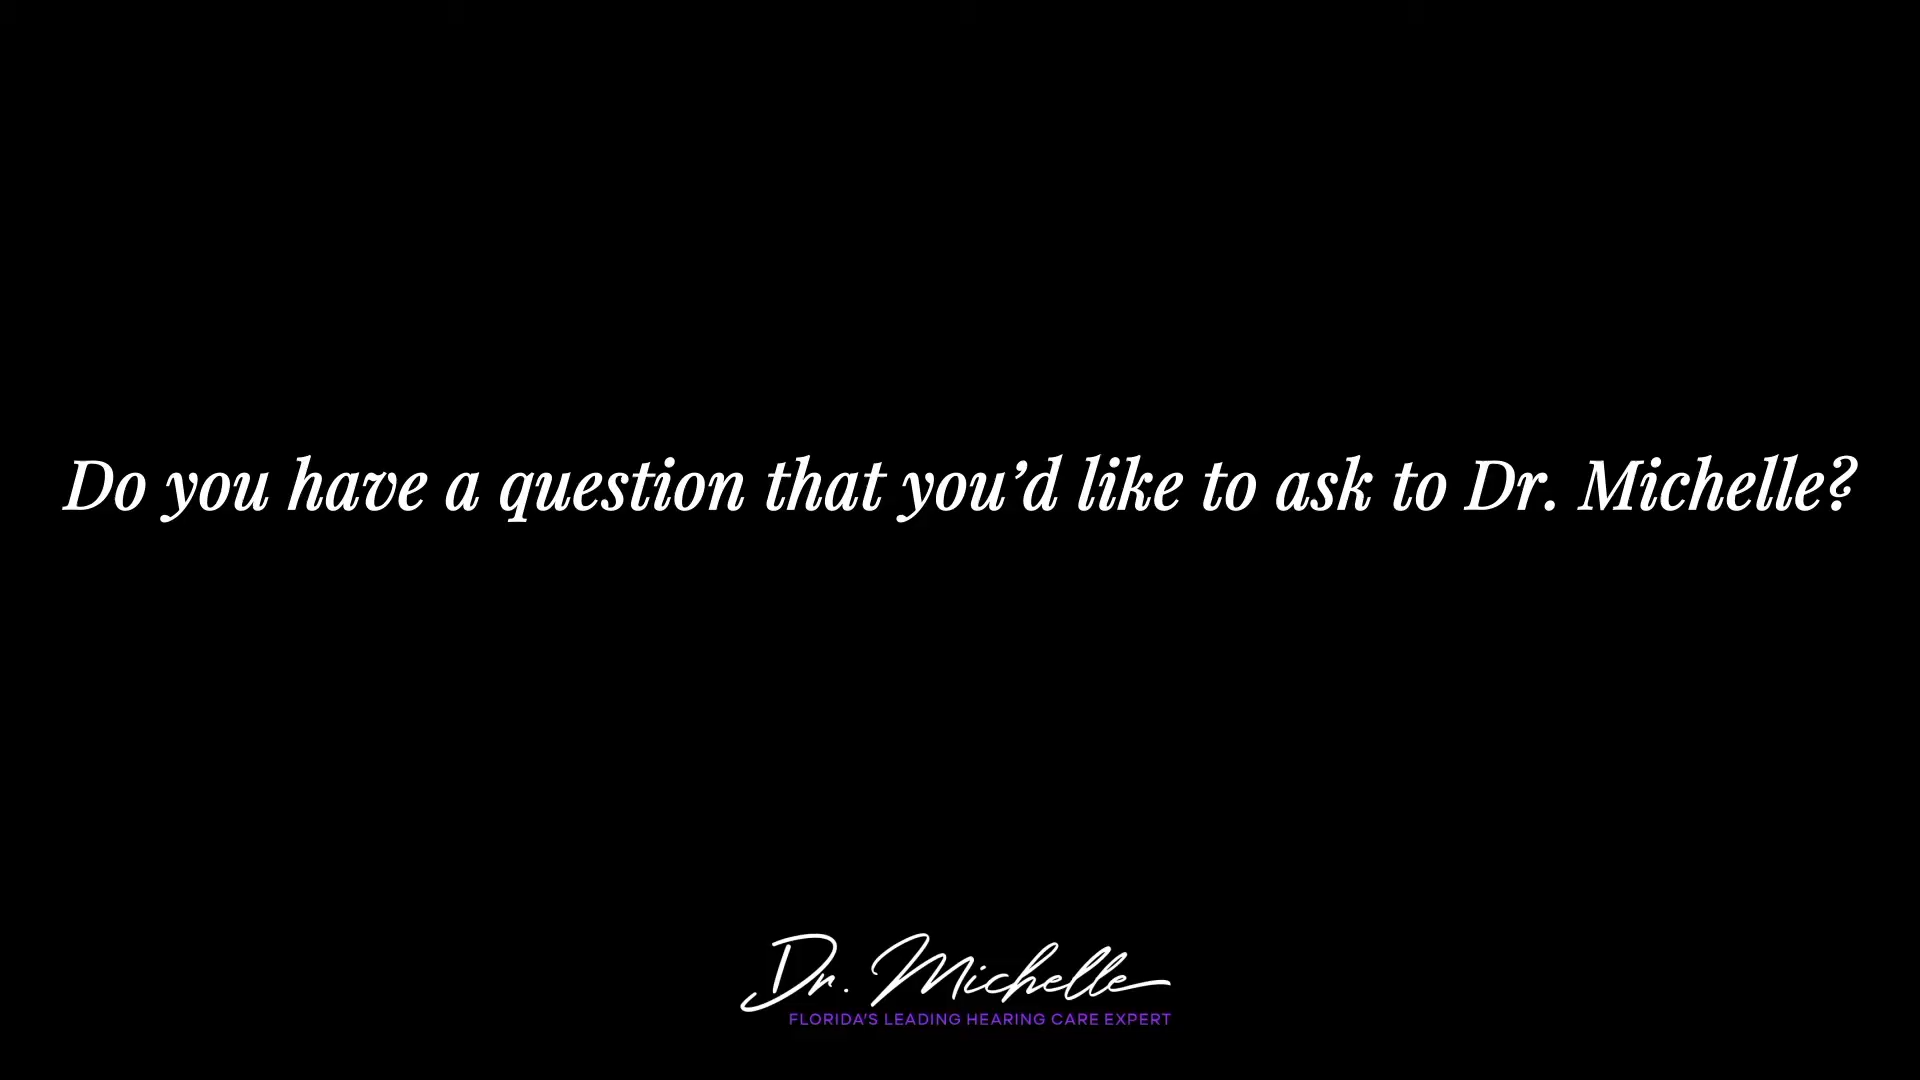 Do you have a question that you’d like to ask to Dr. Michelle?
Dr. Michelle
FLORIDA’S LEADING HEARING CARE EXPERT